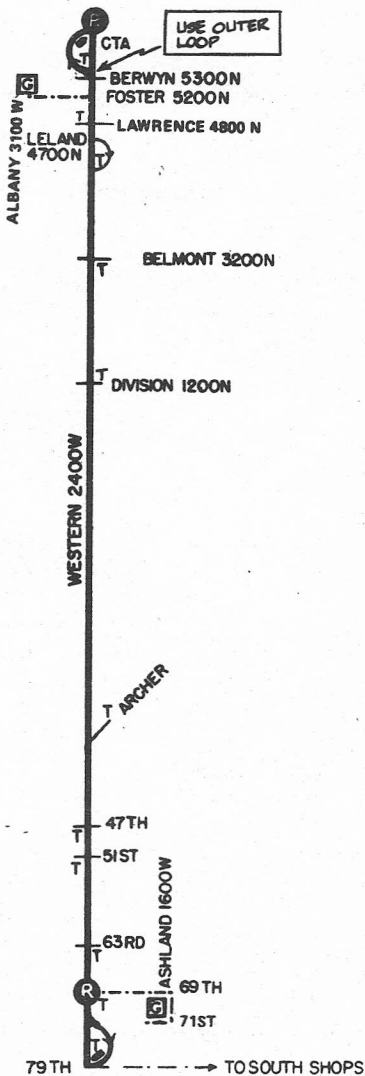 R
CTA
USE OUTER
LOOP
T
G
BERWYN 5300N
FOSTER 5200N
T
LAWRENCE 4800 N
ALBANY 3100 W
LELAND
4700N
T
BELMONT 3200N
T
T
DIVISION 1200N
WESTERN 2400W
T ARCHER
47TH
T
51ST
T
ASHLAND 1600W
63RD
T
R
69TH
T
G
71ST
T
79TH
TO SOUTH SHOPS